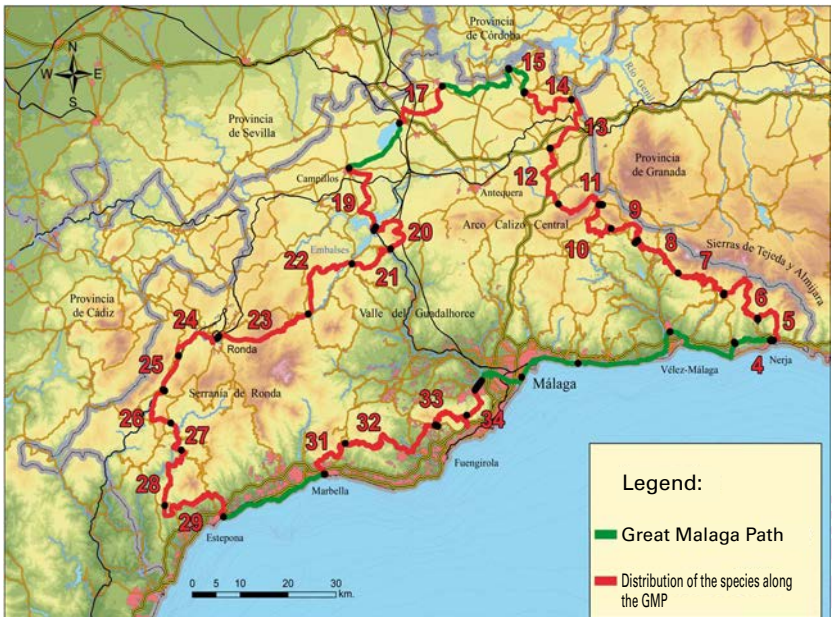 Provincia
de Córdoba
N
W E
S
15
17
14
Río Genil
Provincia
de Sevilla
13
Provincia
de Granada
Campillos
12
Antequera
11
19
Arco Calizo Central
9
20
10
Sierras de Tejeda y Almijara
Embalses
8
22
21
7
Provincia
de Cádiz
24
23
Valle del Guadalhorce
6
5
Ronda
25
Vélez-Málaga
4
Nerja
Málaga
Serranía de Ronda
26
33
34
32
27
31
Fuengirola
28
Marbella
29
Estepona
0 5 10 20 30
km.
Legend:
Great Malaga Path
Distribution of the species along
the GMP